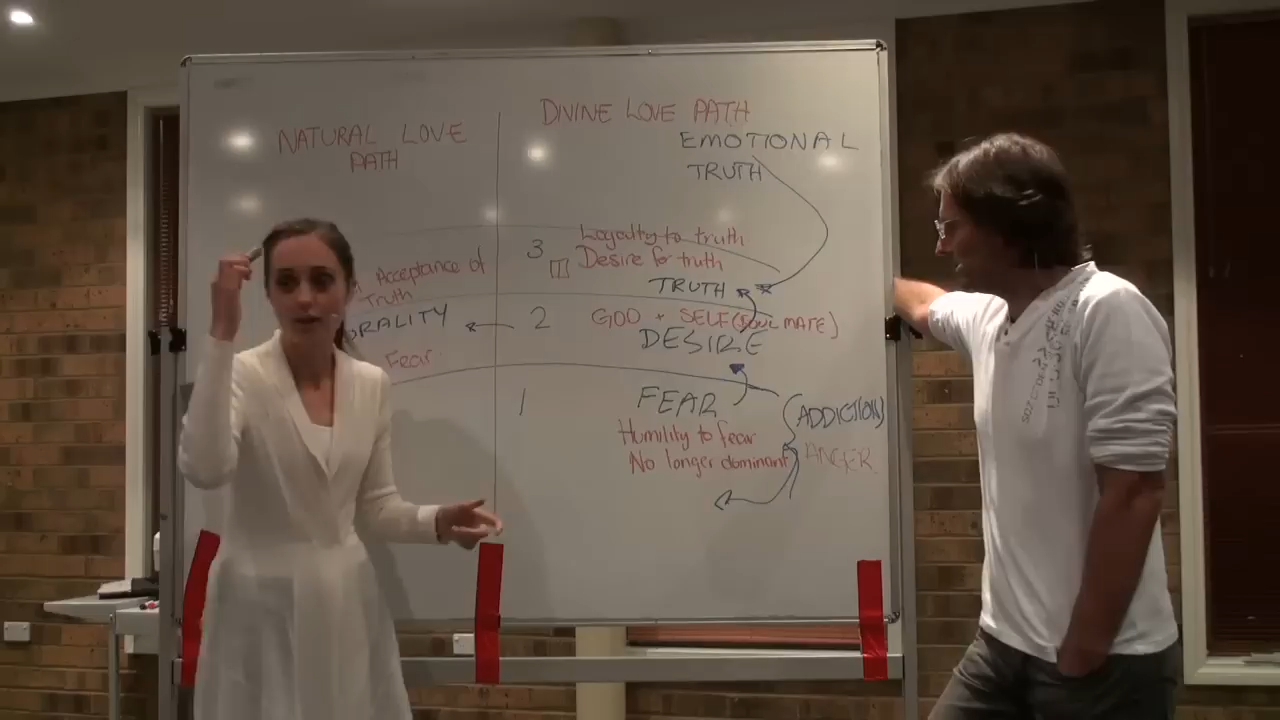 NATURAL LOVE
PATH
Acceptance of
Truth
RALITY
Fear
DIVINE LOVE PATH
EMOTIONAL
TRUTH
3
Loyalty to truth
Desire for truth
TRUTH
2
GOD + SELF (SOUL MATE)
DESIRE
1
FEAR
(ADDICTION)
Humility to fear
ANGER
No longer dominant